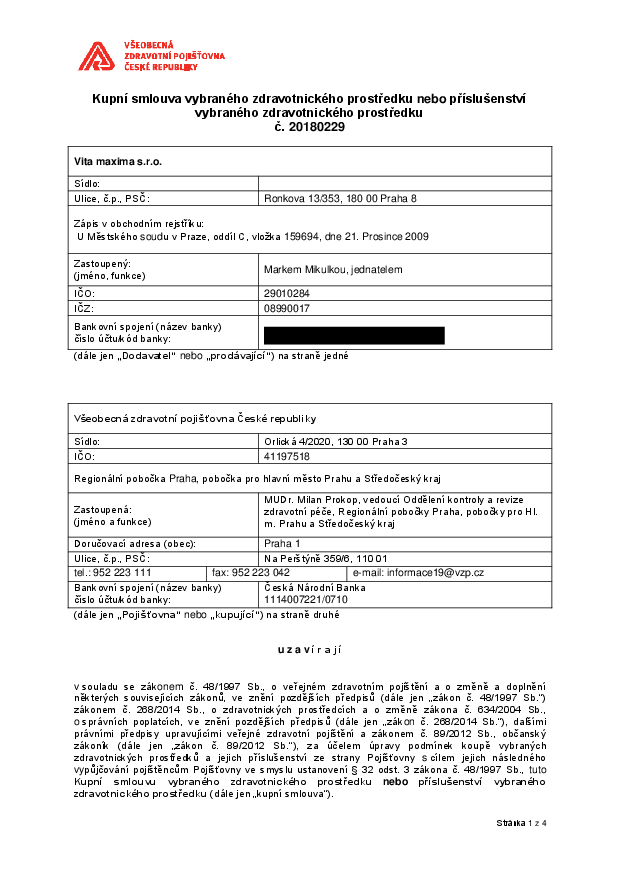 VŠEOBECNÁ
ZDRAVOTNÍ POJIŠŤOVNA
ČESKÉ REPUBLIKY
Kupní smlouva vybraného zdravotnického prostředku nebo příslušenství
vybraného zdravotnického prostředku
č. 20180229
Vita maxima s.r.o.
Sídlo:
Ulice, č.p., PSČ: Ronkova 13/353, 180 00 Praha 8
Zápis v obchodním rejstříku:
U Městského soudu v Praze, oddíl C, vložka 159694, dne 21. Prosince 2009
Zastoupený:
(jméno, funkce) Markem Mikulkou, jednatelem
IČO: 29010284
IČZ: 08990017
Bankovní spojení (název banky)
číslo účtu/kód banky:
(dále jen „Dodavatel“ nebo „prodávající“) na straně jedné
Všeobecná zdravotní pojišťovna České republiky
Sídlo: Orlická 4/2020, 130 00 Praha 3
IČO: 41197518
Regionální pobočka Praha, pobočka pro hlavní město Prahu a Středočeský kraj
Zastoupená:
(jméno a funkce)
MUDr. Milan Prokop, vedoucí Oddělení kontroly a revize
zdravotní péče, Regionální pobočky Praha, pobočky pro Hl.
m. Prahu a Středočeský kraj
Doručovací adresa (obec): Praha 1
Ulice, č.p., PSČ: Na Perštýně 359/6, 110 01
tel.: 952 223 111 fax: 952 223 042 e-mail: informace19@vzp.cz
Bankovní spojení (název banky) Česká Národní Banka
číslo účtu/kód banky: 1114007221/0710
(dále jen „Pojišťovna“ nebo „kupující“) na straně druhé
u z a v í r a j í
v souladu se zákonem č. 48/1997 Sb., o veřejném zdravotním pojištění a o změně a doplnění
některých souvisejících zákonů, ve znění pozdějších předpisů (dále jen „zákon č. 48/1997 Sb.“)
zákonem č. 268/2014 Sb., o zdravotnických prostředcích a o změně zákona č. 634/2004 Sb.,
o správních poplatcích, ve znění pozdějších předpisů (dále jen „zákon č. 268/2014 Sb.“), dalšími
právními předpisy upravujícími veřejné zdravotní pojištění a zákonem č. 89/2012 Sb., občanský
zákoník (dále jen „zákon č. 89/2012 Sb.“), za účelem úpravy podmínek koupě vybraných
zdravotnických prostředků a jejich příslušenství ze strany Pojišťovny s cílem jejich následného
vypůjčování pojištěncům Pojišťovny ve smyslu ustanovení § 32 odst. 3 zákona č. 48/1997 Sb., tuto
Kupní smlouvu vybraného zdravotnického prostředku nebo příslušenství vybraného
zdravotnického prostředku (dále jen „kupní smlouva“).
Stránka 1 z 4